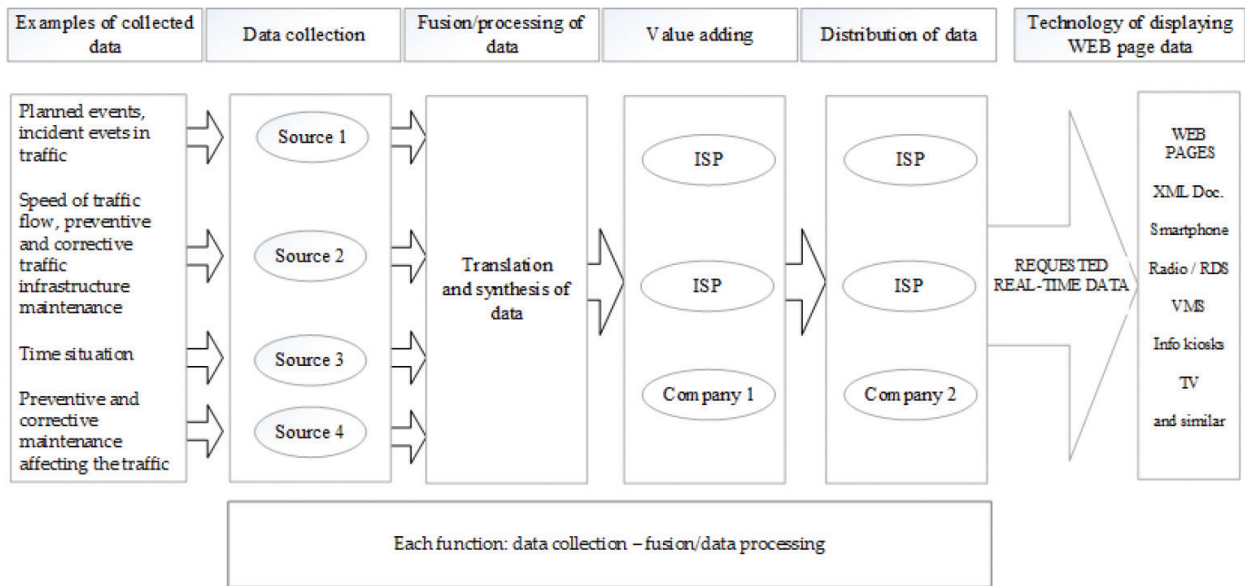 Examples of collected
data
Data collection
Fusion/processing of
data
Value adding
Distribution of data
Technology of displaying
WEB page data
Planned events,
incident evets in
traffic
Speed of traffic
flow, preventive
and corrective
traffic
infrastructure
maintenance
Time situation
Preventive and
corrective
maintenance
affecting the traffic
Source 1
Source 2
Source 3
Source 4
Translation
and synthesis of
data
ISP
ISP
Company 1
ISP
ISP
Company 2
REQUESTED
REAL-TIME DATA
WEB
PAGES
XML Doc.
Smartphone
Radio / RDS
VMS
Info kiosks
TV
and similar
Each function: data collection – fusion/data processing